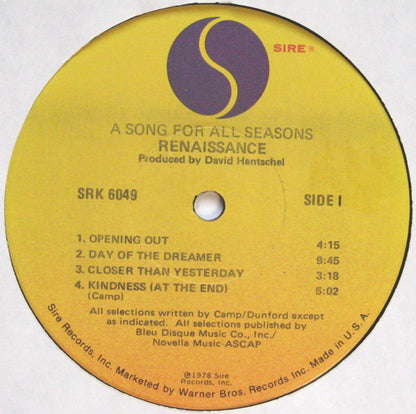 SIRE ®
A SONG FOR ALL SEASONS
RENAISSANCE
Produced by David Hentschel
SRK 6049
SIDE I
1. OPENING OUT 4:15
2. DAY OF THE DREAMER 9:45
3. CLOSER THAN YESTERDAY 3:18
4. KINDNESS (AT THE END) 5:02
(Camp)
All selections written by Camp/Dunford except
as indicated. All selections published by
Bleu Disque Music Co., Inc./
Novella Music-ASCAP
℗1978 Sire
Records, Inc.
Sire Records, Inc. Marketed by Warner Bros. Records Inc. Made in U.S.A.